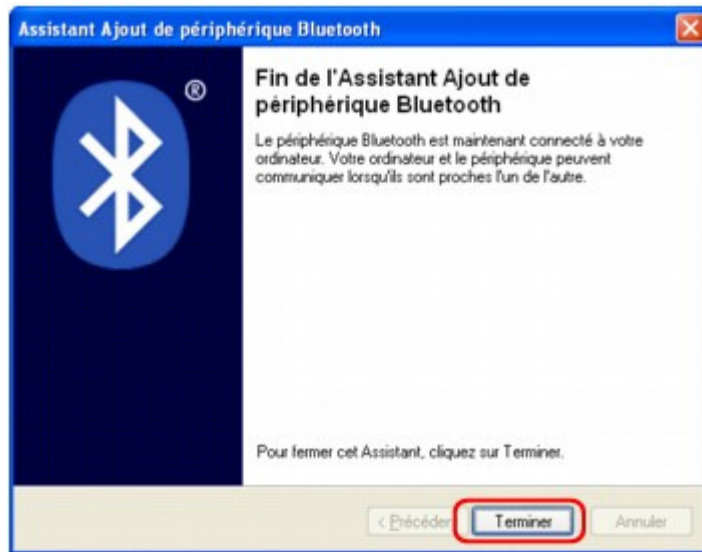 Assistant Ajout de périphérique Bluetooth
®
Fin de l'Assistant Ajout de
périphérique Bluetooth
Le périphérique Bluetooth est maintenant connecté à votre
ordinateur. Votre ordinateur et le périphérique peuvent
communiquer lorsqu'ils sont proches l'un de l'autre.
Pour fermer cet Assistant, cliquez sur Terminer.
< Précéden Terminer Annuler